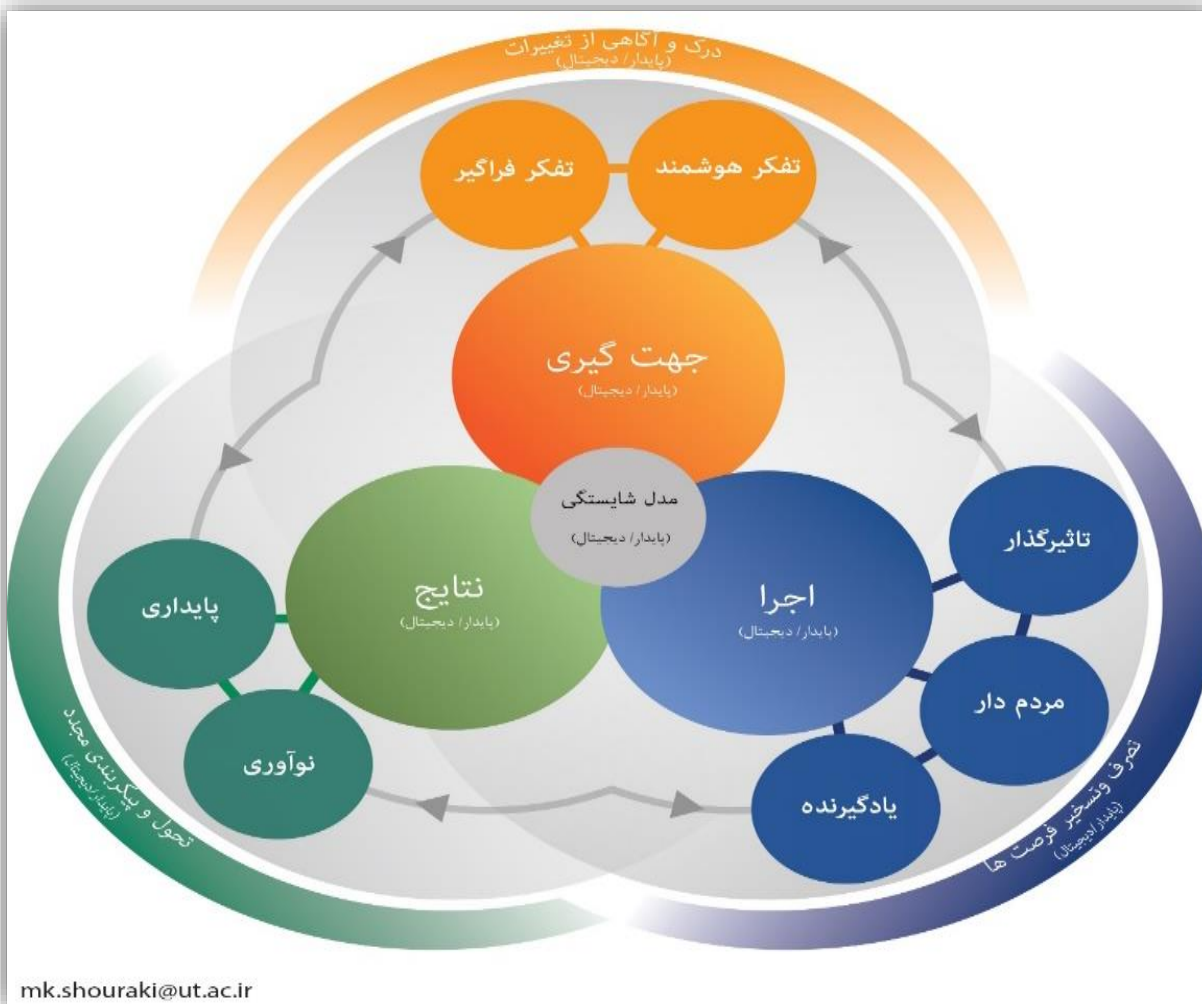 درک و آگاهی از تغییرات
(پایدار/ دیجیتال)
تفکر هوشمند
تفکر فراگیر
جهت گیری
(پایدار/ دیجیتال)
مدل شایستگی
(پایدار/ دیجیتال)
تاثیرگذار
اجرا
(پایدار/ دیجیتال)
نتایج
(پایدار/ دیجیتال)
پایداری
مردم دار
نوآوری
یادگیرنده
تصرف وتسخیر فرصت ها
(پایدار/دیجیتال)
تحول و پیکربندی مجدد
(پایدار/دیجیتال)
mk.shouraki@ut.ac.ir